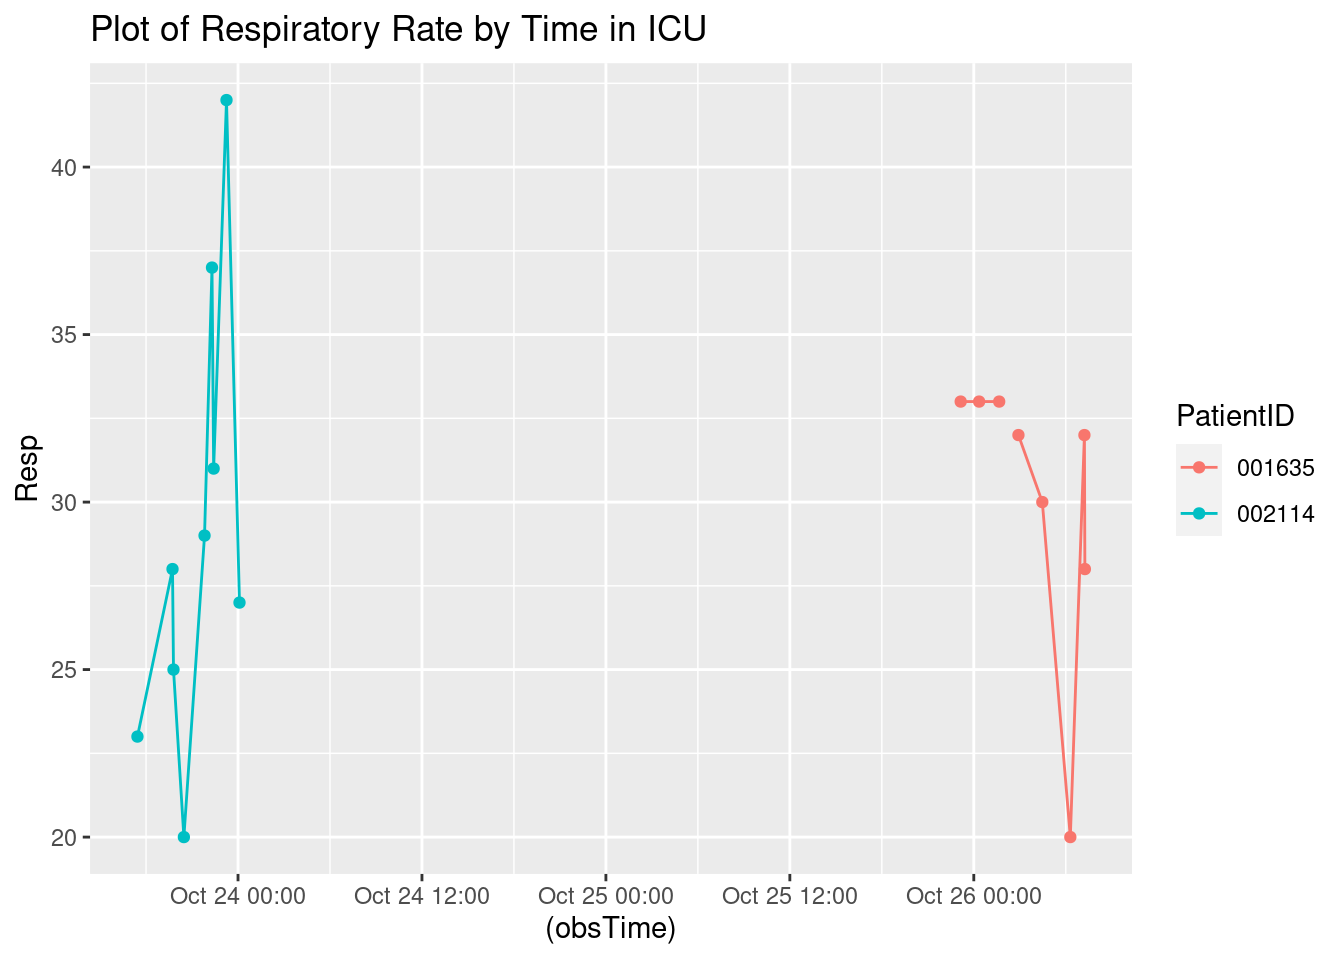 Plot of Respiratory Rate by Time in ICU
40
35
30
25
20
Resp
Oct 24 00:00 Oct 24 12:00 Oct 25 00:00 Oct 25 12:00 Oct 26 00:00
(obsTime)
PatientID
001635
002114